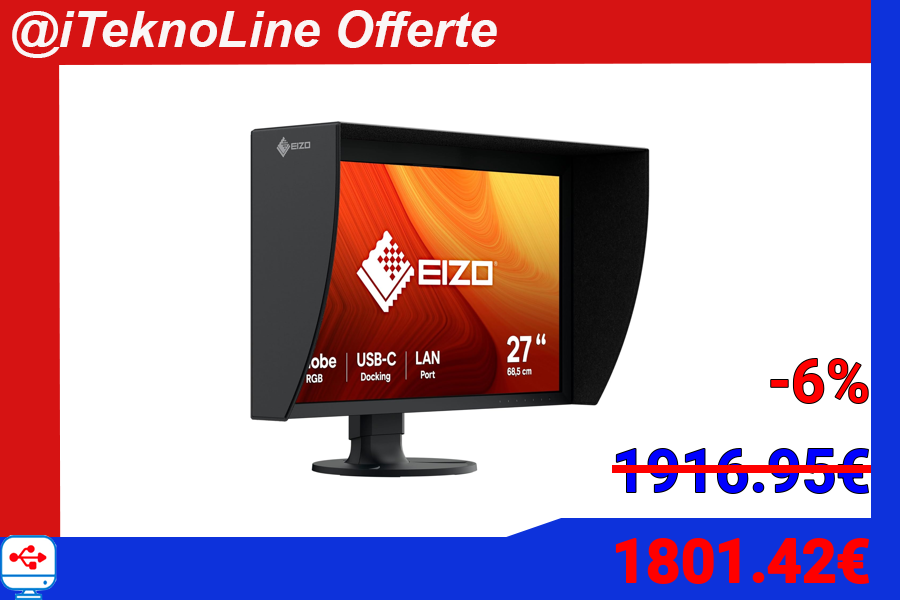 @iTeknoLine Offerte
EIZO
EIZO
obe | USB-C | LAN
RGB Docking Port
27“
68,5 cm
-6%
1916.95€
1801.42€